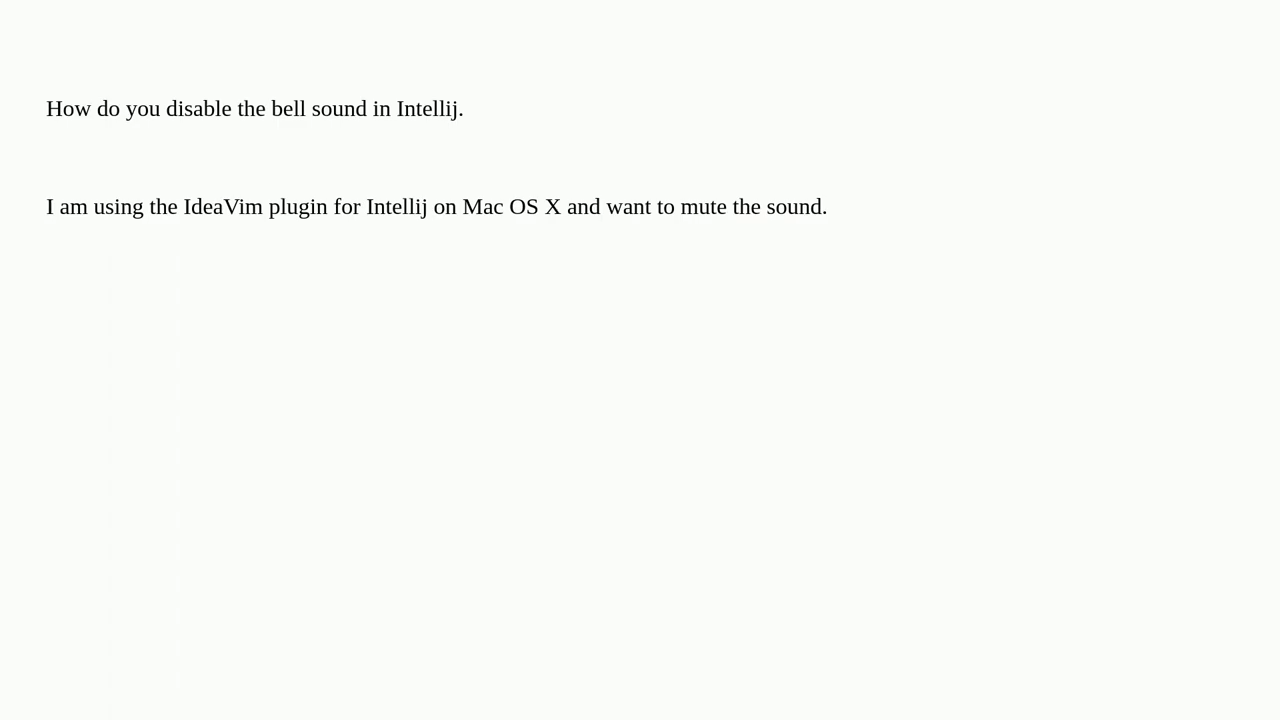 How do you disable the bell sound in Intellij.
I am using the IdeaVim plugin for Intellij on Mac OS X and want to mute the sound.